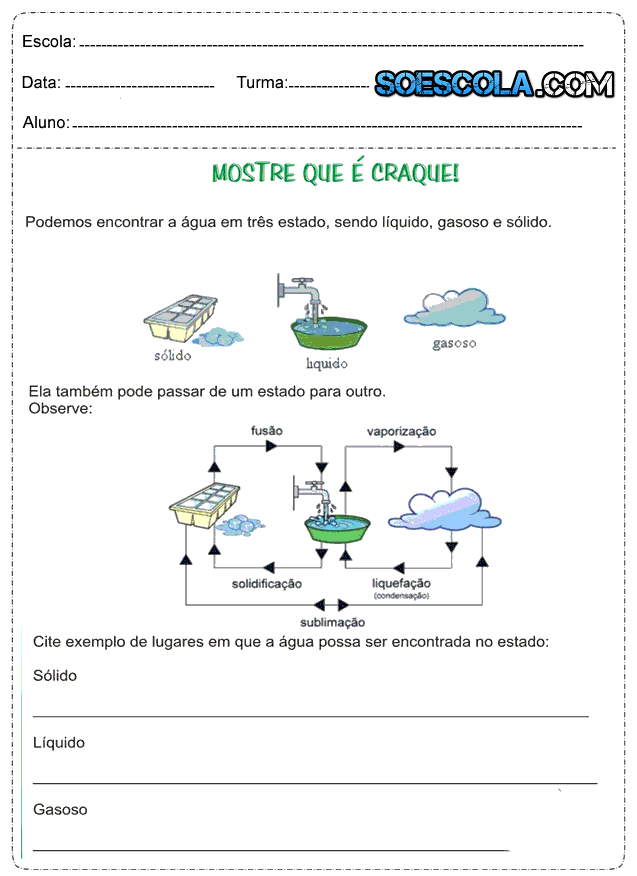 Escola:
Data: Turma: SOESCOLA.COM
Aluno:
MOSTRE QUE É CRAQUE!
Podemos encontrar a água em três estado, sendo líquido, gasoso e sólido.
sólido liquido gasoso
Ela também pode passar de um estado para outro.
Observe:
fusão vaporização
solidificação liquefação
(condensação)
sublimação
Cite exemplo de lugares em que a água possa ser encontrada no estado:
Sólido
Líquido
Gasoso